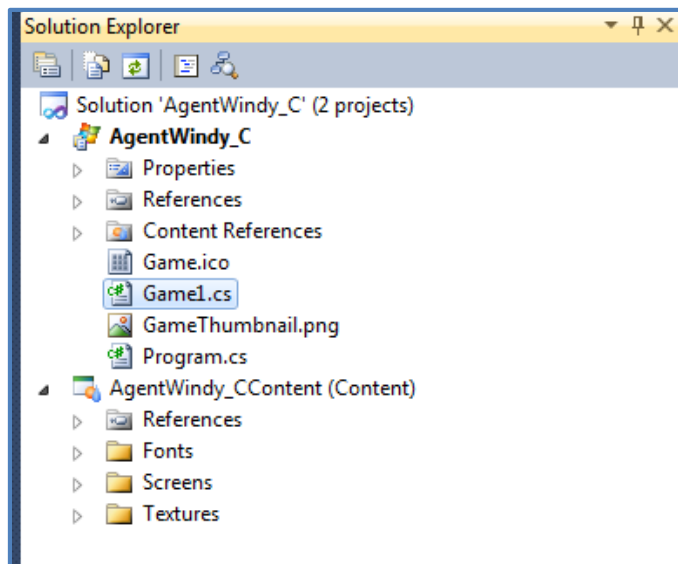 Solution Explorer
Solution 'AgentWindy_C' (2 projects)
AgentWindy_C
Properties
References
Content References
Game.ico
Game1.cs
GameThumbnail.png
Program.cs
AgentWindy_CContent (Content)
References
Fonts
Screens
Textures